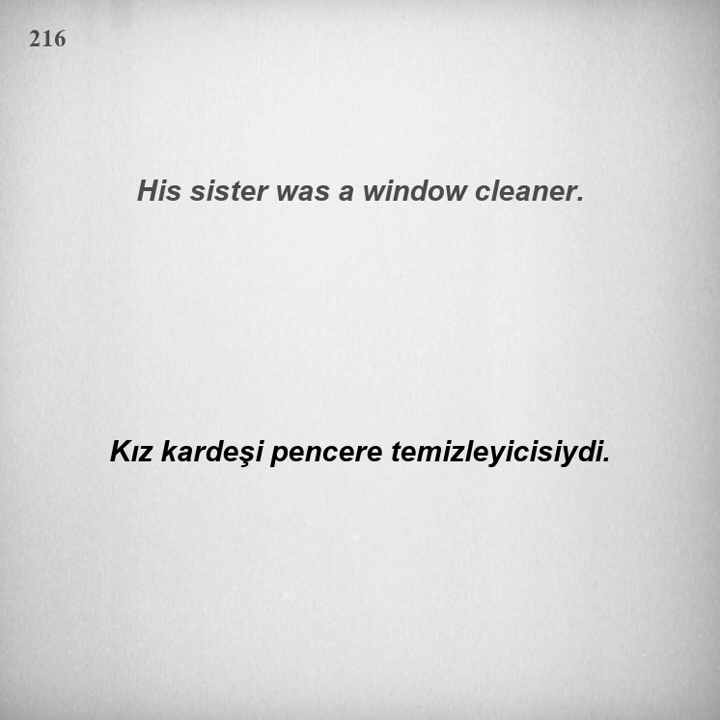 216
His sister was a window cleaner.
Kız kardeşi pencere temizleyicisiydi.